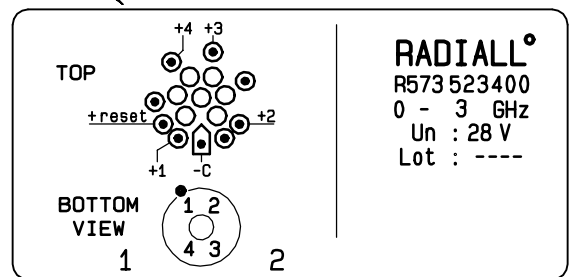 +4 +3
TOP
+reset
+2
+1 -C
BOTTOM
VIEW
1 2
4 3
1 2
RADIALL°
R573 523400
0 - 3 GHz
Un : 28 V
Lot : ----